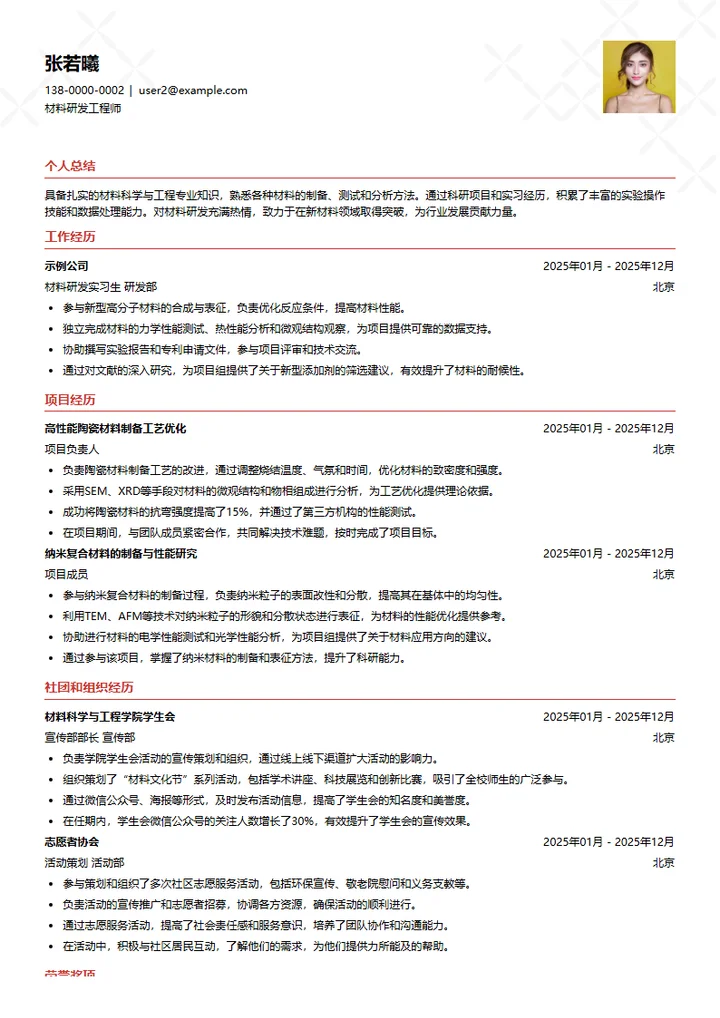 张若曦
138-0000-0002 | user2@example.com
材料研发工程师
个人总结
具备扎实的材料科学与工程专业知识，熟悉各种材料的制备、测试和分析方法。通过科研项目和实习经历，积累了丰富的实验操作
技能和数据处理能力。对材料研发充满热情，致力于在新材料领域取得突破，为行业发展贡献力量。
工作经历
示例公司 2025年01月 - 2025年12月
材料研发实习生 研发部 北京
• 参与新型高分子材料的合成与表征，负责优化反应条件，提高材料性能。
• 独立完成材料的力学性能测试、热性能分析和微观结构观察，为项目提供可靠的数据支持。
• 协助撰写实验报告和专利申请文件，参与项目评审和技术交流。
• 通过对文献的深入研究，为项目组提供了关于新型添加剂的筛选建议，有效提升了材料的耐候性。
项目经历
高性能陶瓷材料制备工艺优化 2025年01月 - 2025年12月
项目负责人 北京
• 负责陶瓷材料制备工艺的改进，通过调整烧结温度、气氛和时间，优化材料的致密度和强度。
• 采用SEM、XRD等手段对材料的微观结构和物相组成进行分析，为工艺优化提供理论依据。
• 成功将陶瓷材料的抗弯强度提高了15%，并通过了第三方机构的性能测试。
• 在项目期间，与团队成员紧密合作，共同解决技术难题，按时完成了项目目标。
纳米复合材料的制备与性能研究 2025年01月 - 2025年12月
项目成员 北京
• 参与纳米复合材料的制备过程，负责纳米粒子的表面改性和分散，提高其在基体中的均匀性。
• 利用TEM、AFM等技术对纳米粒子的形貌和分散状态进行表征，为材料的性能优化提供参考。
• 协助进行材料的电学性能测试和光学性能分析，为项目组提供了关于材料应用方向的建议。
• 通过参与该项目，掌握了纳米材料的制备和表征方法，提升了科研能力。
社团和组织经历
材料科学与工程学院学生会 2025年01月 - 2025年12月
宣传部部长 宣传部 北京
• 负责学院学生会活动的宣传策划和组织，通过线上线下渠道扩大活动的影响力。
• 组织策划了“材料文化节”系列活动，包括学术讲座、科技展览和创新比赛，吸引了全校师生的广泛参与。
• 通过微信公众号、海报等形式，及时发布活动信息，提高了学生会的知名度和美誉度。
• 在任期内，学生会微信公众号的关注人数增长了30%，有效提升了学生会的宣传效果。
志愿者协会 2025年01月 - 2025年12月
活动策划 活动部 北京
• 参与策划和组织了多次社区志愿服务活动，包括环保宣传、敬老院慰问和义务支教等。
• 负责活动的宣传推广和志愿者招募，协调各方资源，确保活动的顺利进行。
• 通过志愿服务活动，提高了社会责任感和服务意识，培养了团队协作和沟通能力。
• 在活动中，积极与社区居民互动，了解他们的需求，为他们提供力所能及的帮助。
荣誉奖项